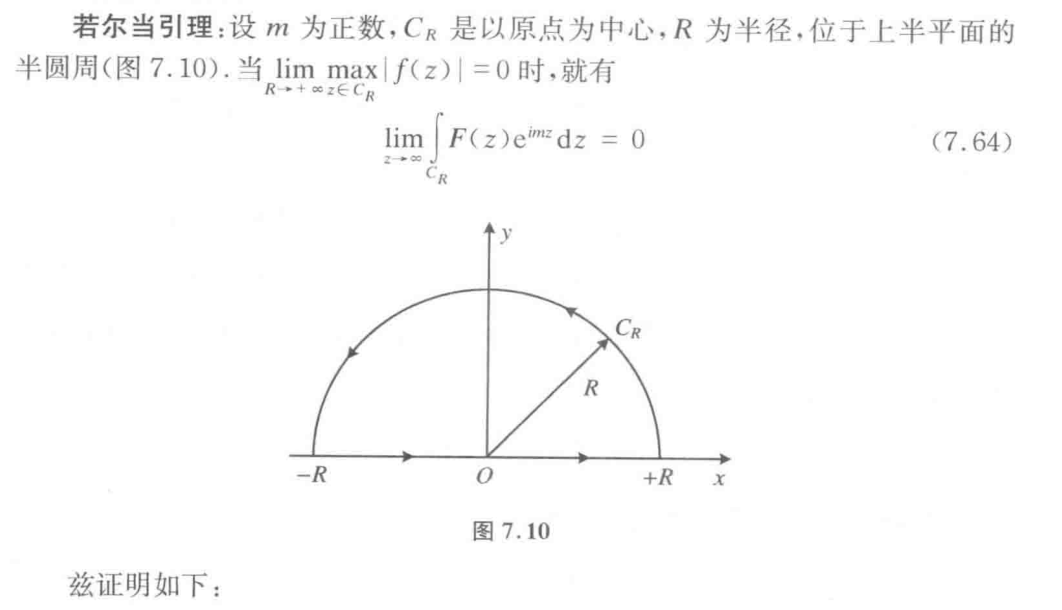 若尔当引理:设 m 为正数,C_R 是以原点为中心,R 为半径,位于上半平面的
半圆周(图 7.10).当 lim_{R→+∞} max_{z∈C_R} |f(z)| = 0 时,就有
lim_{z→∞} ∫_{C_R} F(z)e^{imz}dz = 0 (7.64)
y
C_R
R
-R
O
+R
x
图 7.10
兹证明如下: